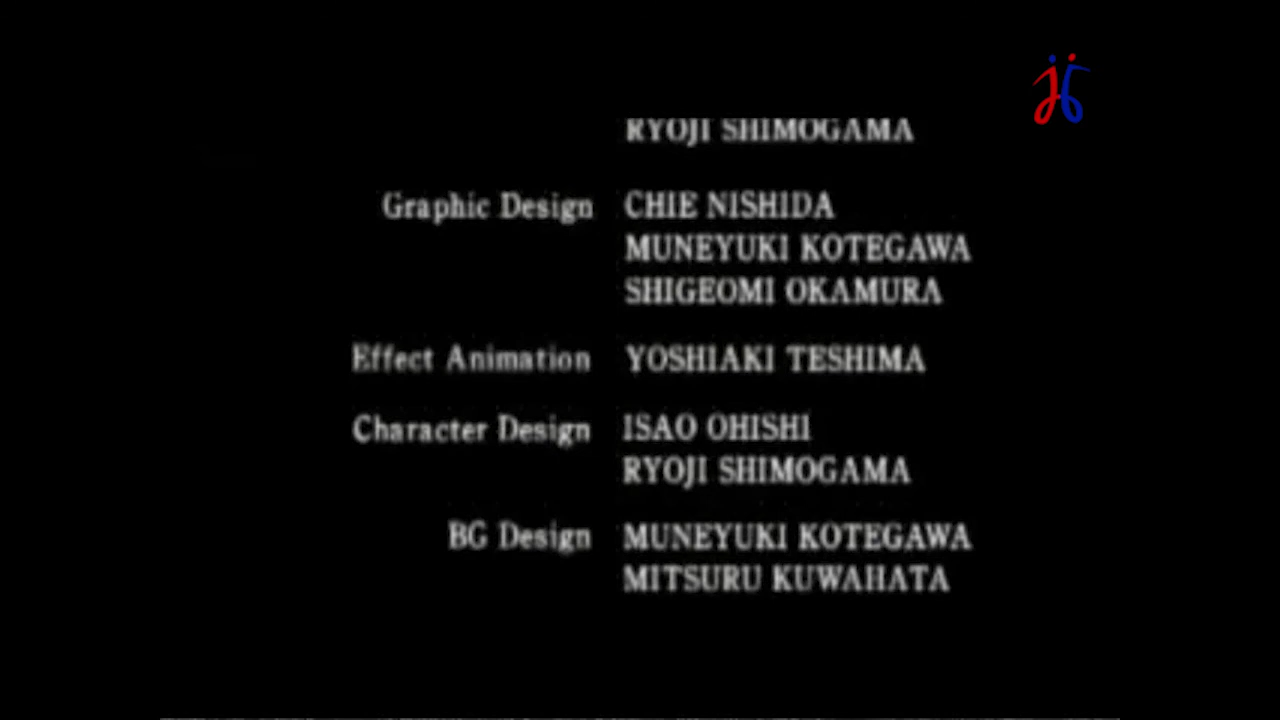 RYOJI SHIMOGAMA
Graphic Design CHIE NISHIDA
MUNEYUKI KOTEGAWA
SHIGEOMI OKAMURA
Effect Animation YOSHIAKI TESHIMA
Character Design ISAO OHISHI
RYOJI SHIMOGAMA
BG Design MUNEYUKI KOTEGAWA
MITSURU KUWAHATA